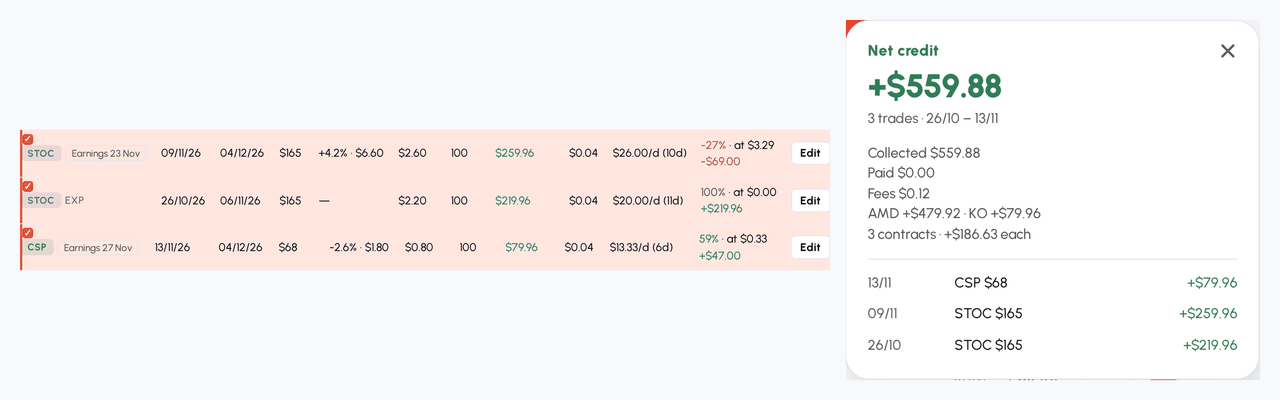 STOC Earnings 23 Nov 09/11/26 04/12/26 $165 +4.2% · $6.60 $2.60 100 $259.96 $0.04 $26.00/d (10d) -27% · at $3.29 Edit
-$69.00
STOC EXP 26/10/26 06/11/26 $165 — $2.20 100 $219.96 $0.04 $20.00/d (11d) 100% · at $0.00 Edit
+$219.96
CSP Earnings 27 Nov 13/11/26 04/12/26 $68 -2.6% · $1.80 $0.80 100 $79.96 $0.04 $13.33/d (6d) 59% · at $0.33 Edit
+$47.00
Net credit
+$559.88
3 trades · 26/10 – 13/11
Collected $559.88
Paid $0.00
Fees $0.12
AMD +$479.92 · KO +$79.96
3 contracts · +$186.63 each
13/11 CSP $68 +$79.96
09/11 STOC $165 +$259.96
26/10 STOC $165 +$219.96